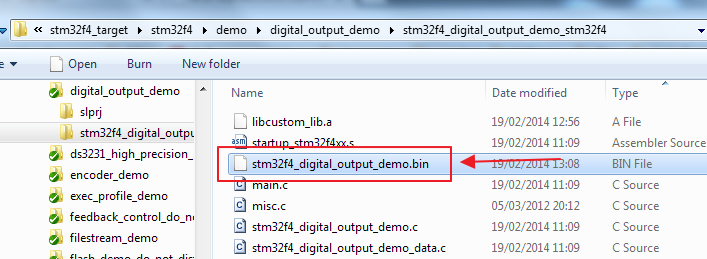 « stm32f4_target ▸ stm32f4 ▸ demo ▸ digital_output_demo ▸ stm32f4_digital_output_demo_stm32f4
Open Burn New folder
digital_output_demo
slprj
stm32f4_digital_outpu
ds3231_high_precision_
encoder_demo
exec_profile_demo
feedback_control_do_no
filestream_demo
flash_demo_do_not_dist
Name Date modified Type
libcustom_lib.a 19/02/2014 12:56 A File
asm startup_stm32f4xx.s 19/02/2014 11:09 Assembler Source
stm32f4_digital_output_demo.bin 19/02/2014 13:08 BIN File
main.c 19/02/2014 11:09 C Source
misc.c 05/03/2012 20:12 C Source
stm32f4_digital_output_demo.c 19/02/2014 11:09 C Source
stm32f4_digital_output_demo_data.c 19/02/2014 11:09 C Source